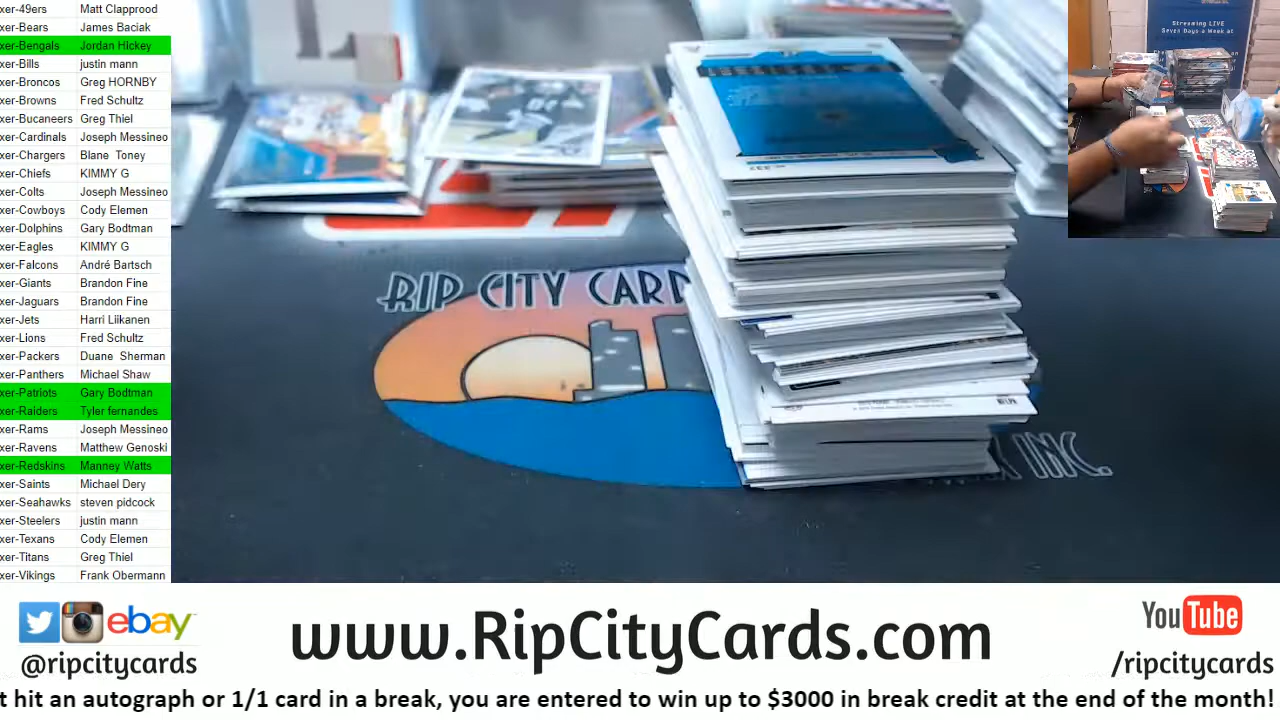 xer-49ers Matt Clapprood
xer-Bears James Baciak
xer-Bengals Jordan Hickey
xer-Bills justin mann
xer-Broncos Greg HORNBY
xer-Browns Fred Schultz
xer-Bucaneers Greg Thiel
xer-Cardinals Joseph Messineo
xer-Chargers Blane Toney
xer-Chiefs KIMMY G
xer-Colts Joseph Messineo
xer-Cowboys Cody Elemen
xer-Dolphins Gary Bodtman
xer-Eagles KIMMY G
xer-Falcons André Bartsch
xer-Giants Brandon Fine
xer-Jaguars Brandon Fine
xer-Jets Harri Liikanen
xer-Lions Fred Schultz
xer-Packers Duane Sherman
xer-Panthers Michael Shaw
xer-Patriots Gary Bodtman
xer-Raiders Tyler fernandes
xer-Rams Joseph Messineo
xer-Ravens Matthew Genoski
xer-Redskins Manney Watts
xer-Saints Michael Dery
xer-Seahawks steven pidcock
xer-Steelers justin mann
xer-Texans Cody Elemen
xer-Titans Greg Thiel
xer-Vikings Frank Obermann
Streaming LIVE
Seven Days a Week at
RIP CITY CARD
INC.
ebay
@ripcitycards
www.RipCityCards.com
YouTube
/ripcitycards
t hit an autograph or 1/1 card in a break, you are entered to win up to $3000 in break credit at the end of the month!